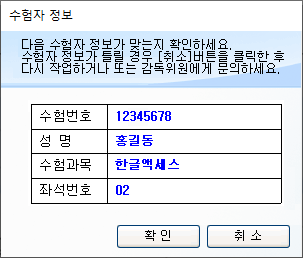 수험자 정보
다음 수험자 정보가 맞는지 확인하세요.
수험자 정보가 틀릴 경우 [취소]버튼을 클릭한 후
다시 작업하거나 또는 감독위원에게 문의하세요.
수험번호 12345678
성 명 홍길동
수험과목 한글액세스
좌석번호 02
확 인 취 소